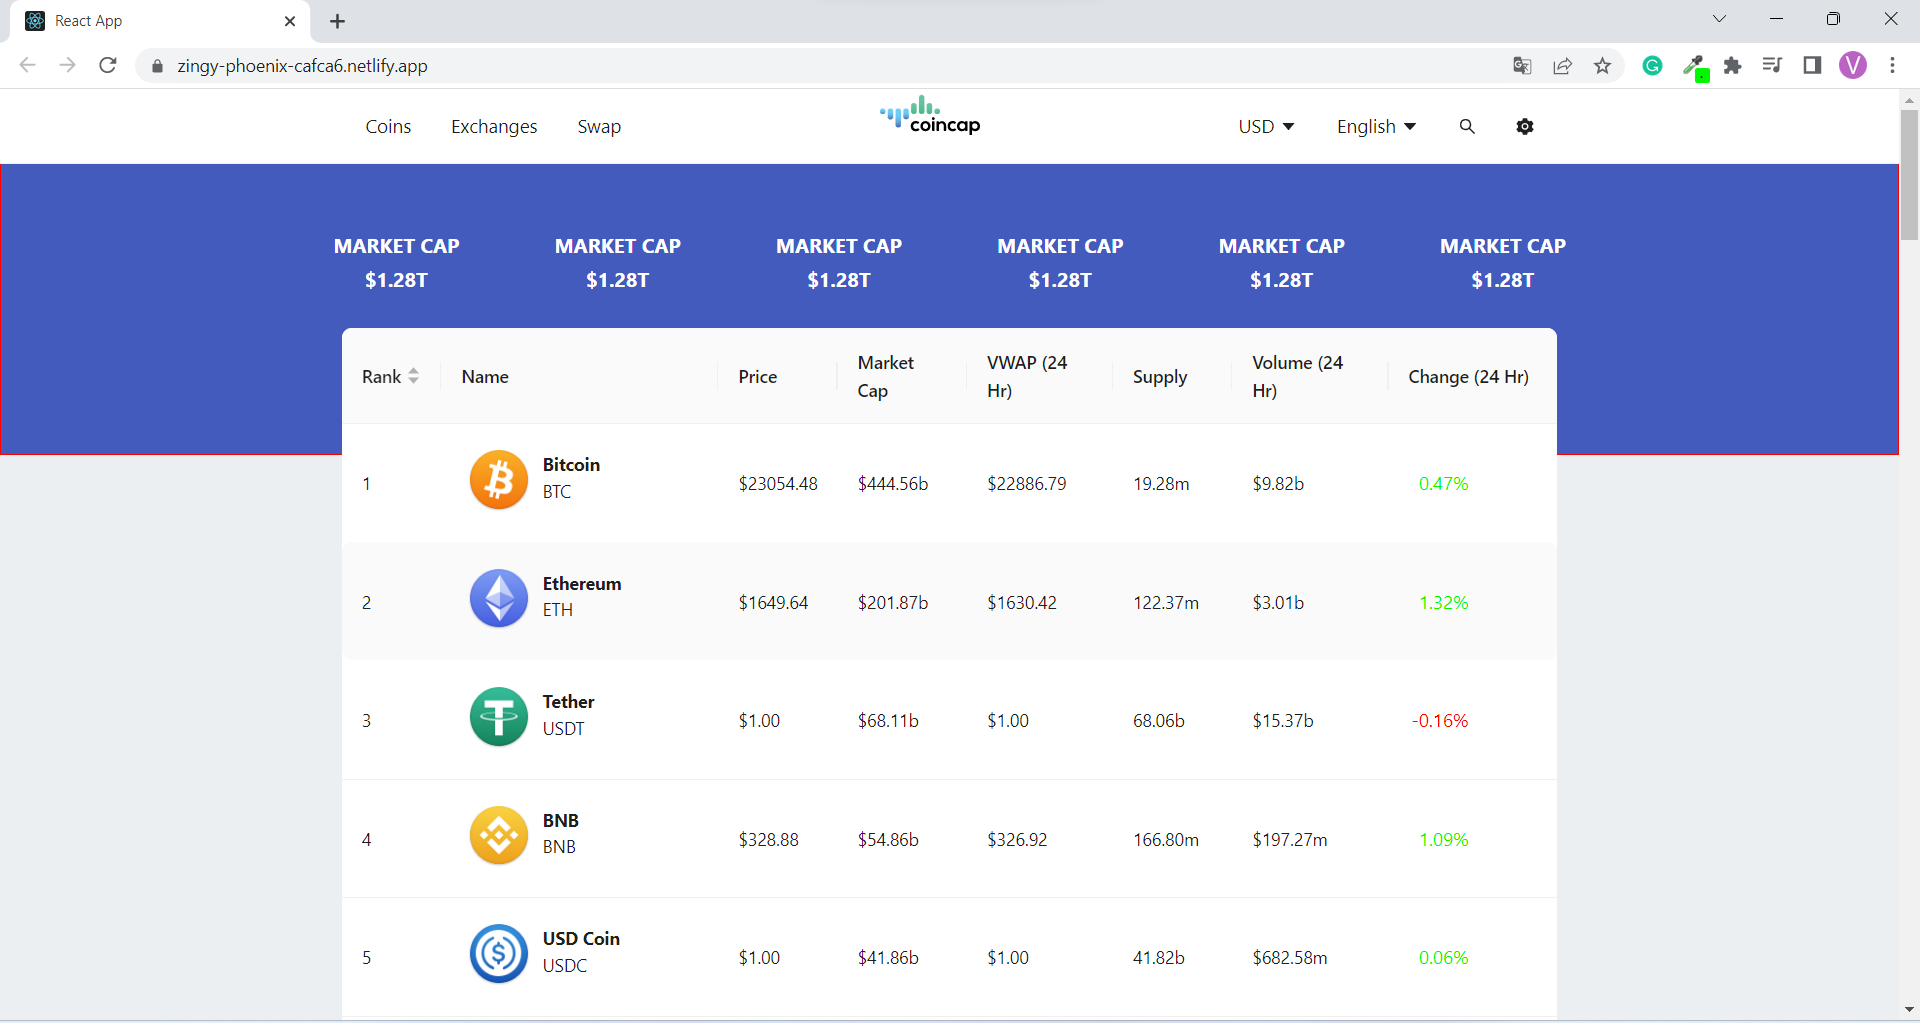 React App
zingy-phoenix-cafca6.netlify.app
V
Coins Exchanges Swap coincap USD English
MARKET CAP MARKET CAP MARKET CAP MARKET CAP MARKET CAP MARKET CAP
$1.28T $1.28T $1.28T $1.28T $1.28T $1.28T
Rank Name Price Market Cap VWAP (24 Hr) Supply Volume (24 Hr) Change (24 Hr)
1 Bitcoin BTC $23054.48 $444.56b $22886.79 19.28m $9.82b 0.47%
2 Ethereum ETH $1649.64 $201.87b $1630.42 122.37m $3.01b 1.32%
3 Tether USDT $1.00 $68.11b $1.00 68.06b $15.37b -0.16%
4 BNB BNB $328.88 $54.86b $326.92 166.80m $197.27m 1.09%
5 USD Coin USDC $1.00 $41.86b $1.00 41.82b $682.58m 0.06%